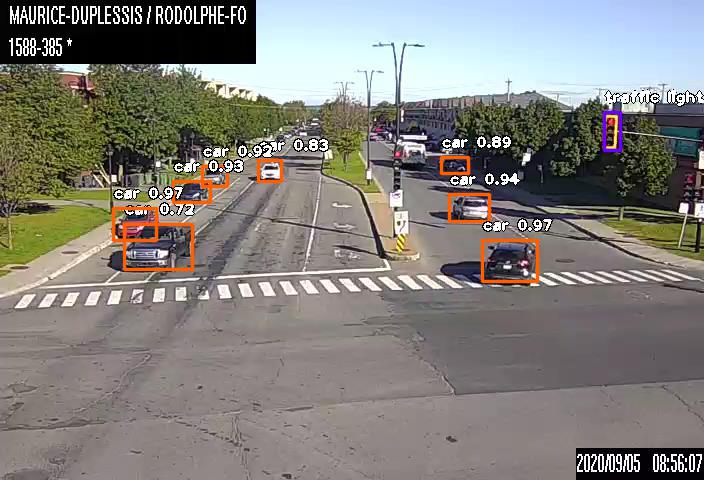 MAURICE-DUPLESSIS / RODOLPHE-FO
1588-385 *
traffic light
car 0.83
car 0.92
car 0.93
car 0.89
car 0.94
car 0.97
car 0.72
car 0.97
2020/09/05 08:56:07